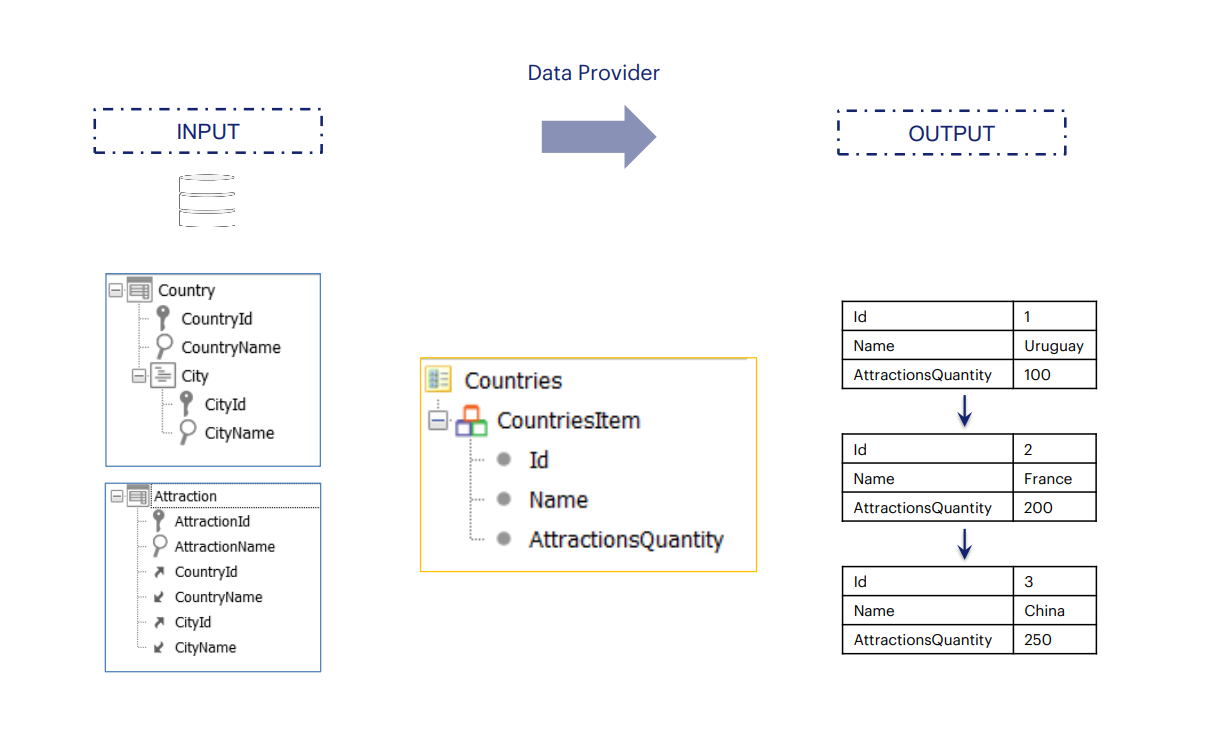 Data Provider
INPUT
OUTPUT
Country
CountryId
CountryName
City
CityId
CityName
Attraction
AttractionId
AttractionName
CountryId
CountryName
CityId
CityName
Countries
CountriesItem
Id
Name
AttractionsQuantity
Id 1
Name Uruguay
AttractionsQuantity 100
Id 2
Name France
AttractionsQuantity 200
Id 3
Name China
AttractionsQuantity 250